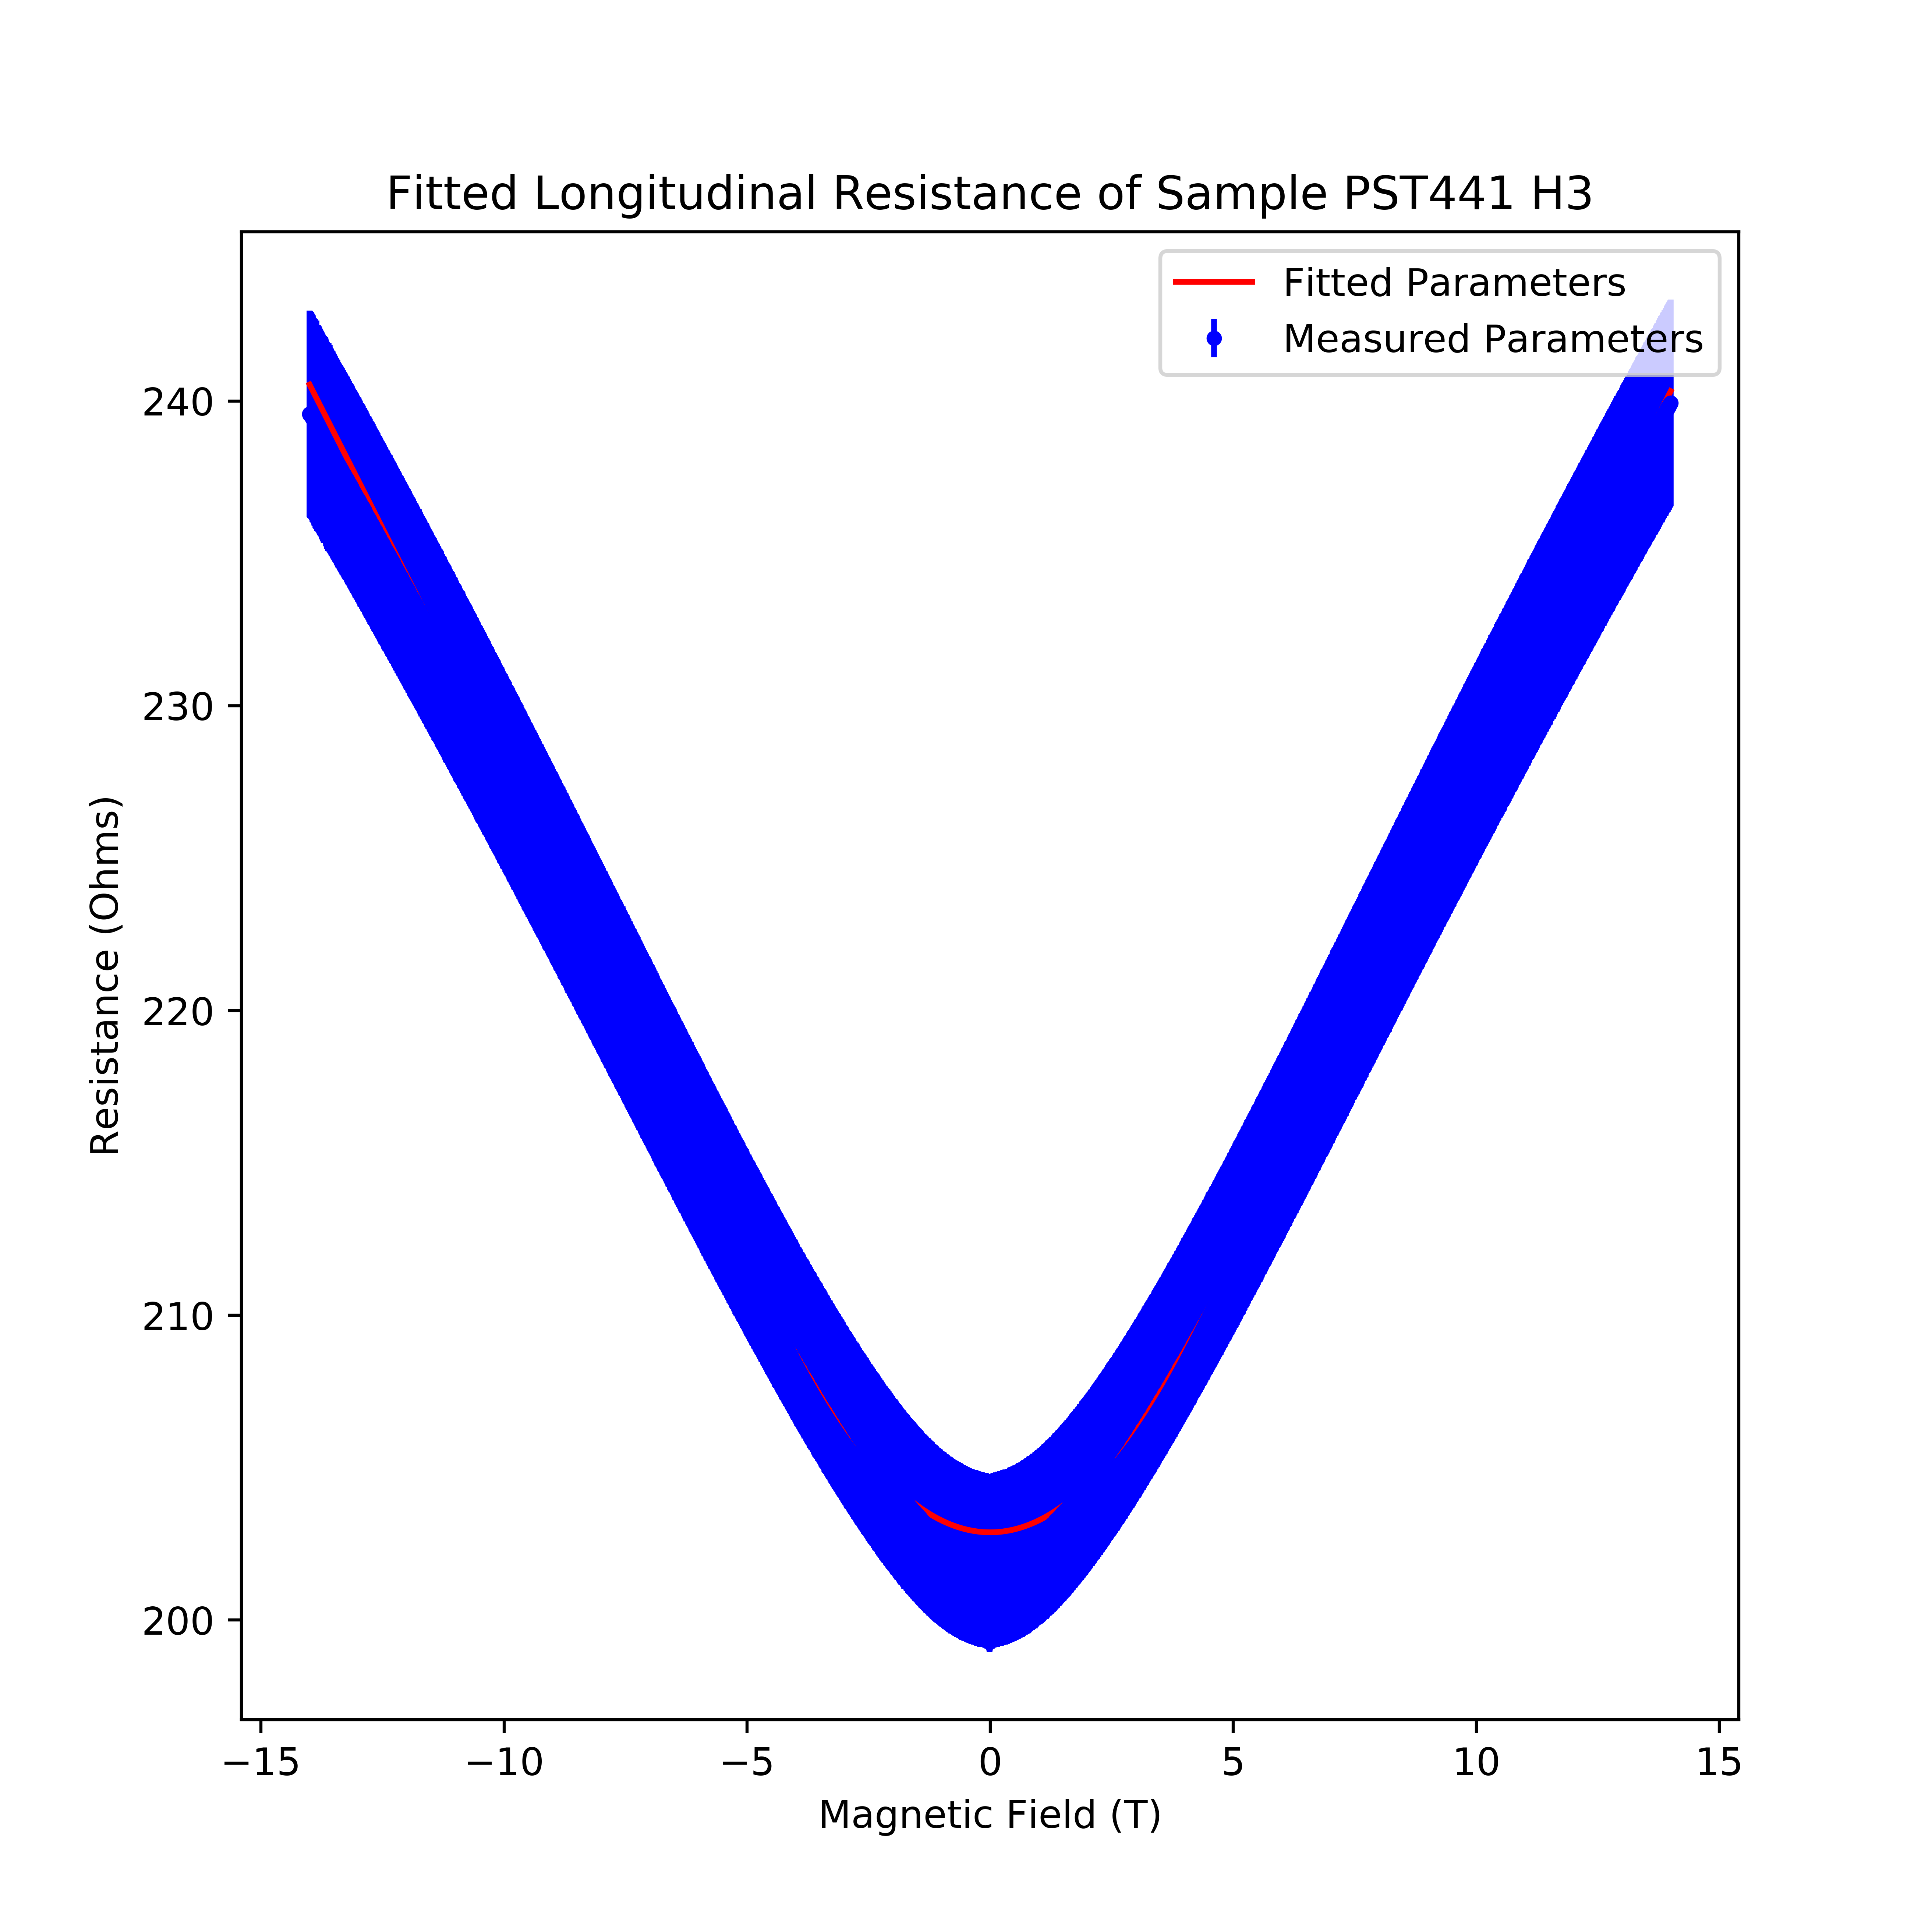 Fitted Longitudinal Resistance of Sample PST441 H3
Fitted Parameters
Measured Parameters
240
230
220
210
200
Resistance (Ohms)
−15 −10 −5 0 5 10 15
Magnetic Field (T)